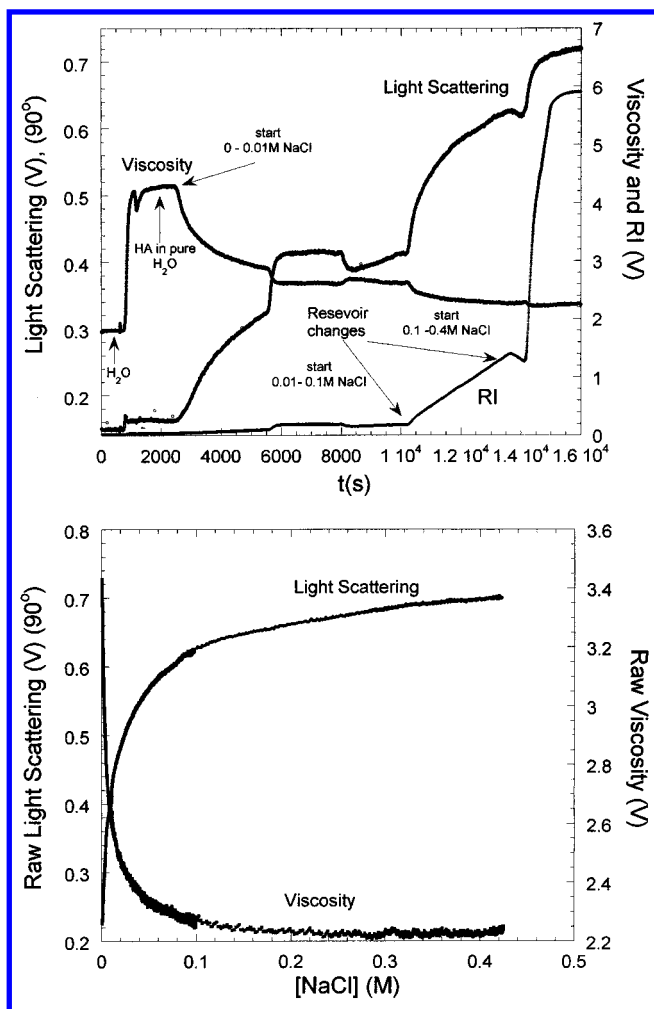 0.7
0.6
0.5
0.4
0.3
0.2
Light Scattering (V), (90°)
7
6
5
4
3
2
1
0
Viscosity and RI (V)
Light Scattering
start
0 - 0.01M NaCl
Viscosity
HA in pure
H₂O
H₂O
Resevoir
changes
start
0.1 -0.4M NaCl
start
0.01- 0.1M NaCl
RI
0 2000 4000 6000 8000 1 10⁴ 1.2 10⁴ 1.4 10⁴ 1.6 10⁴
t(s)
0.8
0.7
0.6
0.5
0.4
0.3
0.2
Raw Light Scattering (V) (90°)
3.6
3.4
3.2
3
2.8
2.6
2.4
2.2
Raw Viscosity (V)
Light Scattering
Viscosity
0 0.1 0.2 0.3 0.4 0.5
[NaCl] (M)